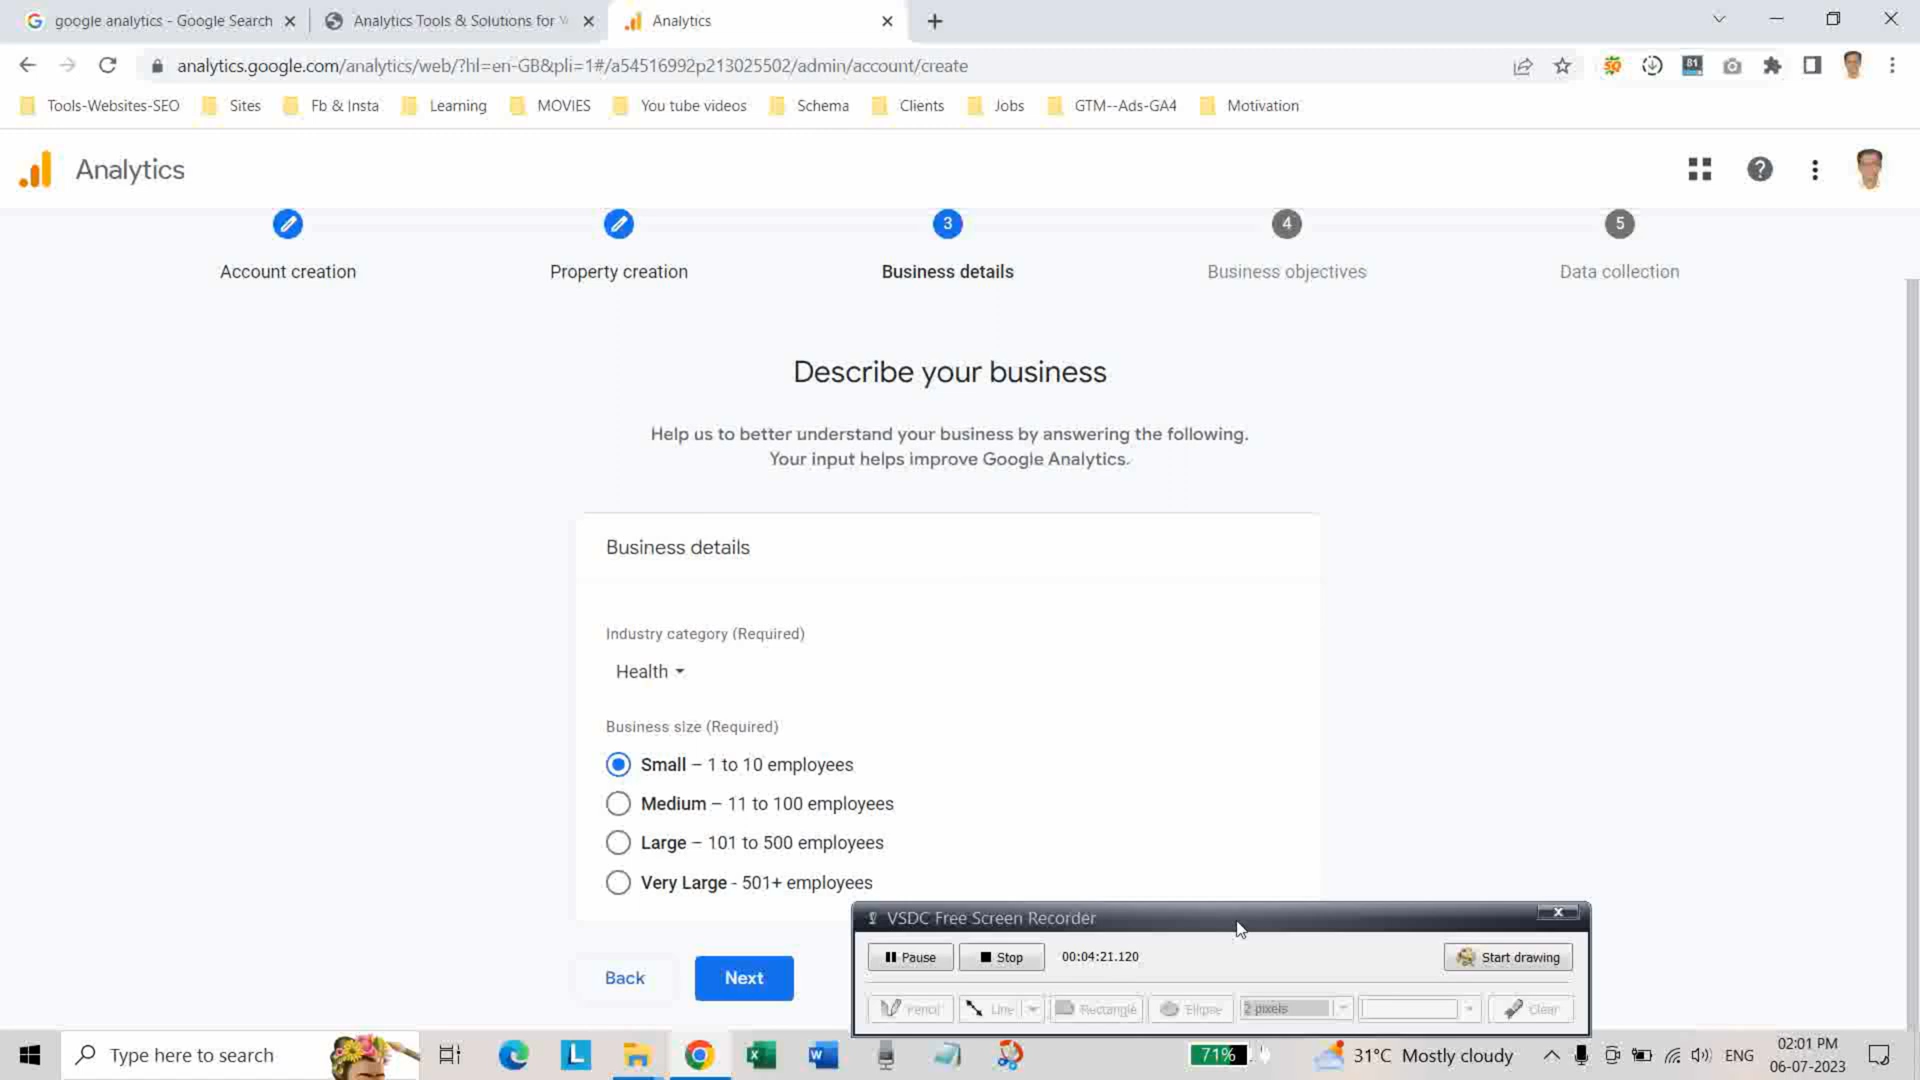 google analytics - Google Search
Analytics Tools & Solutions for
Analytics
analytics.google.com/analytics/web/?hl=en-GB&pli=1#/a54516992p213025502/admin/account/create
81
Tools-Websites-SEO
Sites
Fb & Insta
Learning
MOVIES
You tube videos
Schema
Clients
Jobs
GTM--Ads-GA4
Motivation
Analytics
3
4
5
Account creation
Property creation
Business details
Business objectives
Data collection
Describe your business
Help us to better understand your business by answering the following.
Your input helps improve Google Analytics.
Business details
Industry category (Required)
Health
Business size (Required)
Small – 1 to 10 employees
Medium – 11 to 100 employees
Large – 101 to 500 employees
Very Large - 501+ employees
Back
Next
VSDC Free Screen Recorder
Pause
Stop
00:04:21.120
Start drawing
Pencil
Line
Rectangle
Ellipse
2 pixels
Clear
Type here to search
71%
31°C Mostly cloudy
ENG
02:01 PM
06-07-2023